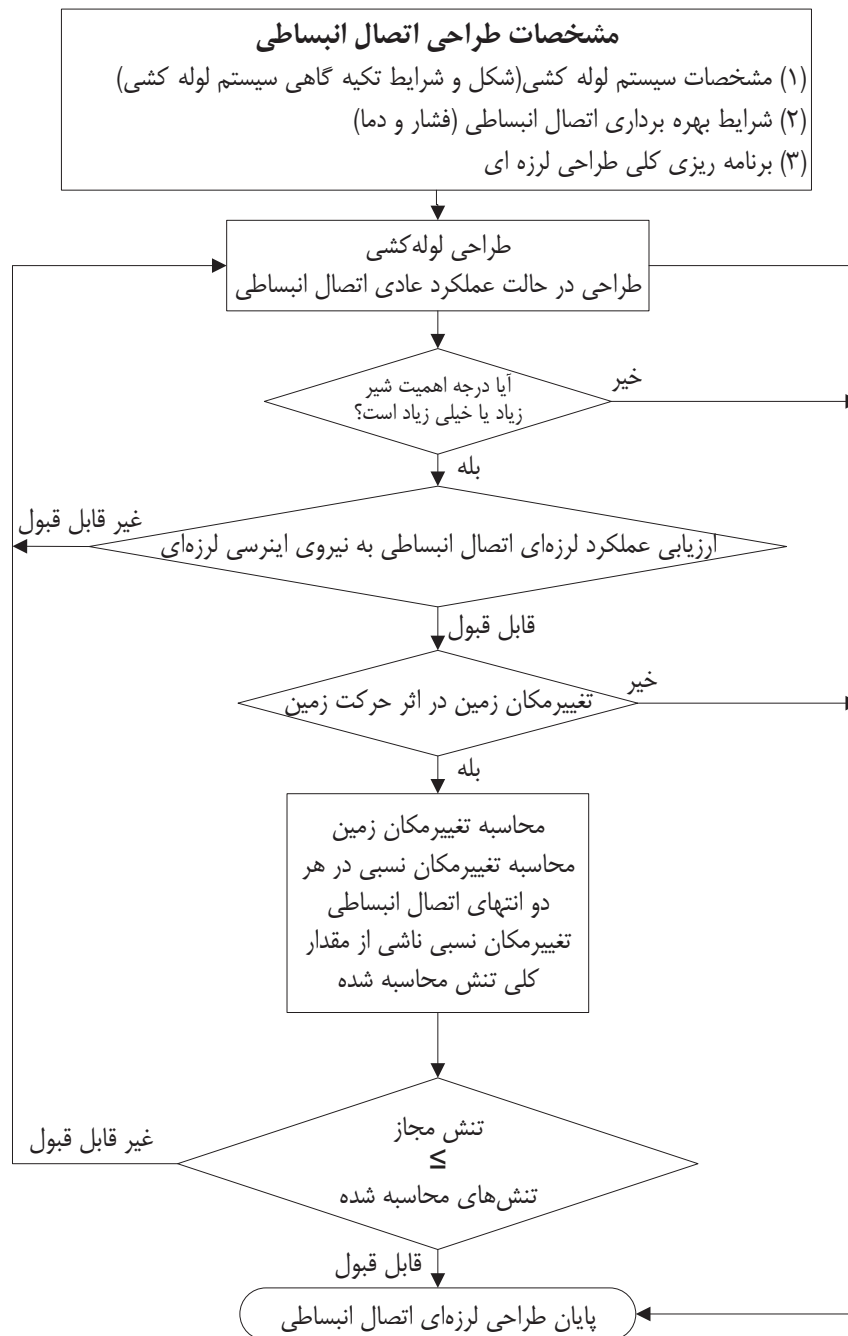 مشخصات طراحی اتصال انبساطی
(۱) مشخصات سیستم لوله کشی(شکل و شرایط تکیه گاهی سیستم لوله کشی)
(۲) شرایط بهره برداری اتصال انبساطی (فشار و دما)
(۳) برنامه ریزی کلی طراحی لرزه ای
طراحی لوله‌کشی
طراحی در حالت عملکرد عادی اتصال انبساطی
آیا درجه اهمیت شیر
زیاد یا خیلی زیاد است؟
خیر
بله
ارزیابی عملکرد لرزه‌ای اتصال انبساطی به نیروی اینرسی لرزه‌ای
غیر قابل قبول
قابل قبول
تغییرمکان زمین در اثر حرکت زمین
خیر
بله
محاسبه تغییرمکان زمین
محاسبه تغییرمکان نسبی در هر
دو انتهای اتصال انبساطی
تغییرمکان نسبی ناشی از مقدار
کلی تنش محاسبه شده
تنش مجاز
≥
تنش‌های محاسبه شده
غیر قابل قبول
قابل قبول
پایان طراحی لرزه‌ای اتصال انبساطی